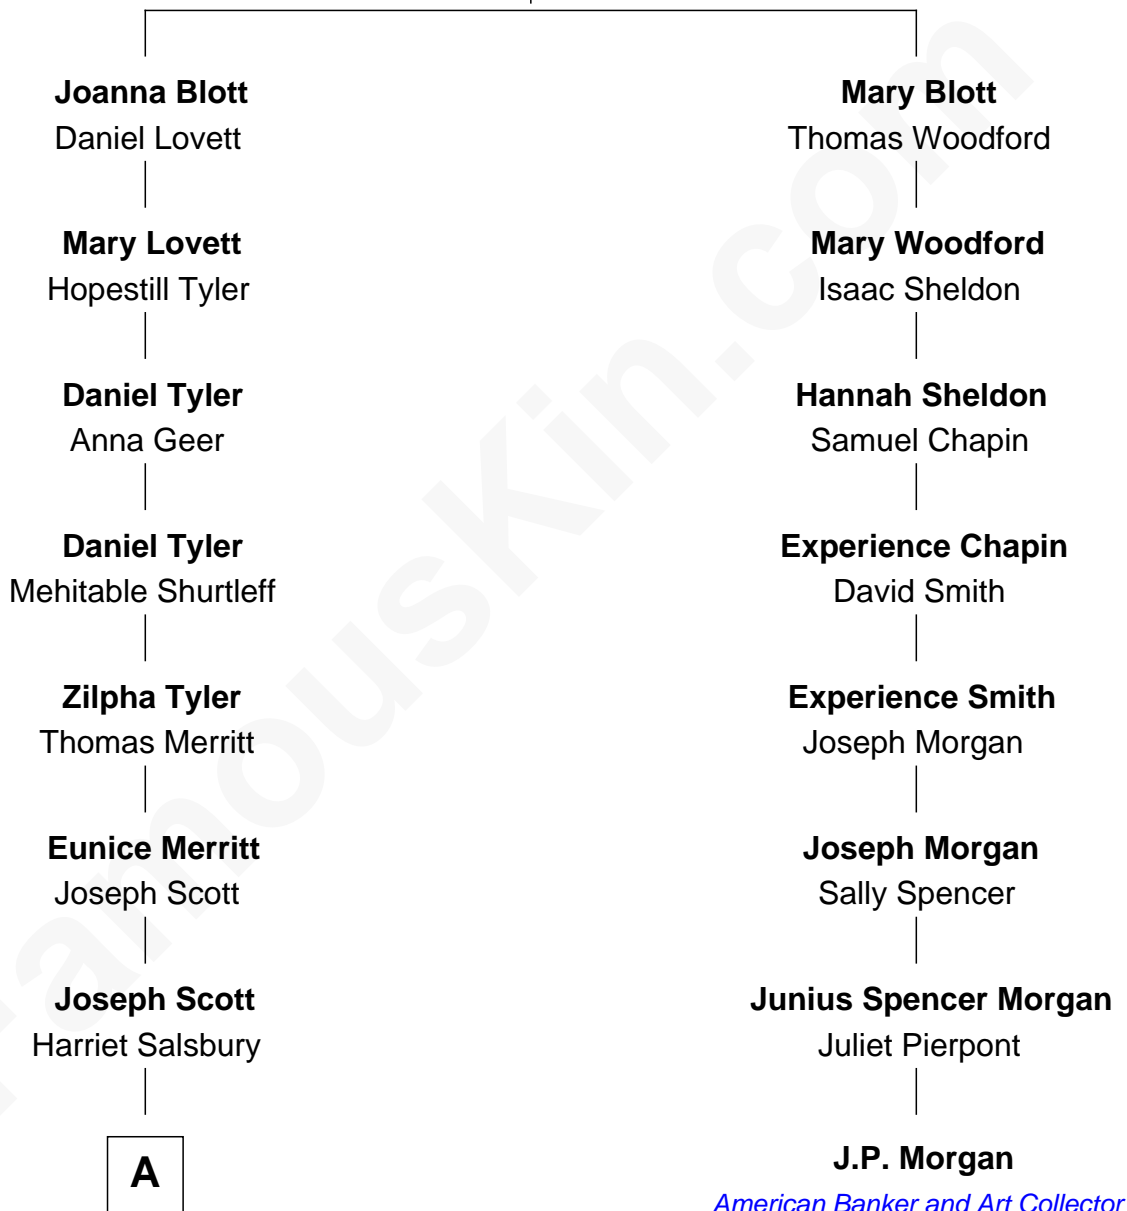 Joanna Blott
Daniel Lovett
Mary Blott
Thomas Woodford
Mary Lovett
Hopestill Tyler
Mary Woodford
Isaac Sheldon
Daniel Tyler
Anna Geer
Hannah Sheldon
Samuel Chapin
Daniel Tyler
Mehitable Shurtleff
Experience Chapin
David Smith
Zilpha Tyler
Thomas Merritt
Experience Smith
Joseph Morgan
Eunice Merritt
Joseph Scott
Joseph Morgan
Sally Spencer
Joseph Scott
Harriet Salsbury
Junius Spencer Morgan
Juliet Pierpont
A
J.P. Morgan
American Banker and Art Collector
FamousKin.com